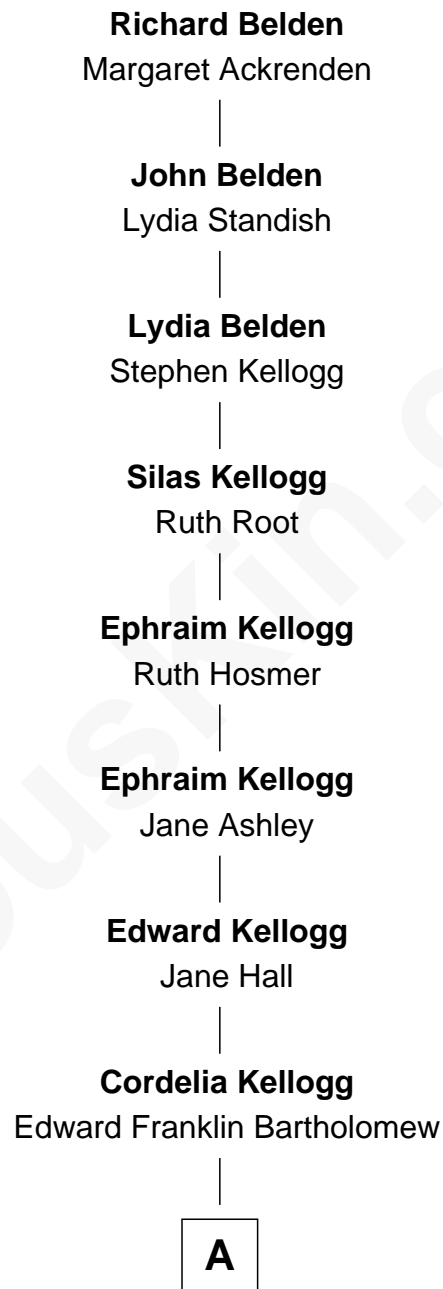 Richard Belden
Margaret Ackrenden
John Belden
Lydia Standish
Lydia Belden
Stephen Kellogg
Silas Kellogg
Ruth Root
Ephraim Kellogg
Ruth Hosmer
Ephraim Kellogg
Jane Ashley
Edward Kellogg
Jane Hall
Cordelia Kellogg
Edward Franklin Bartholomew
A